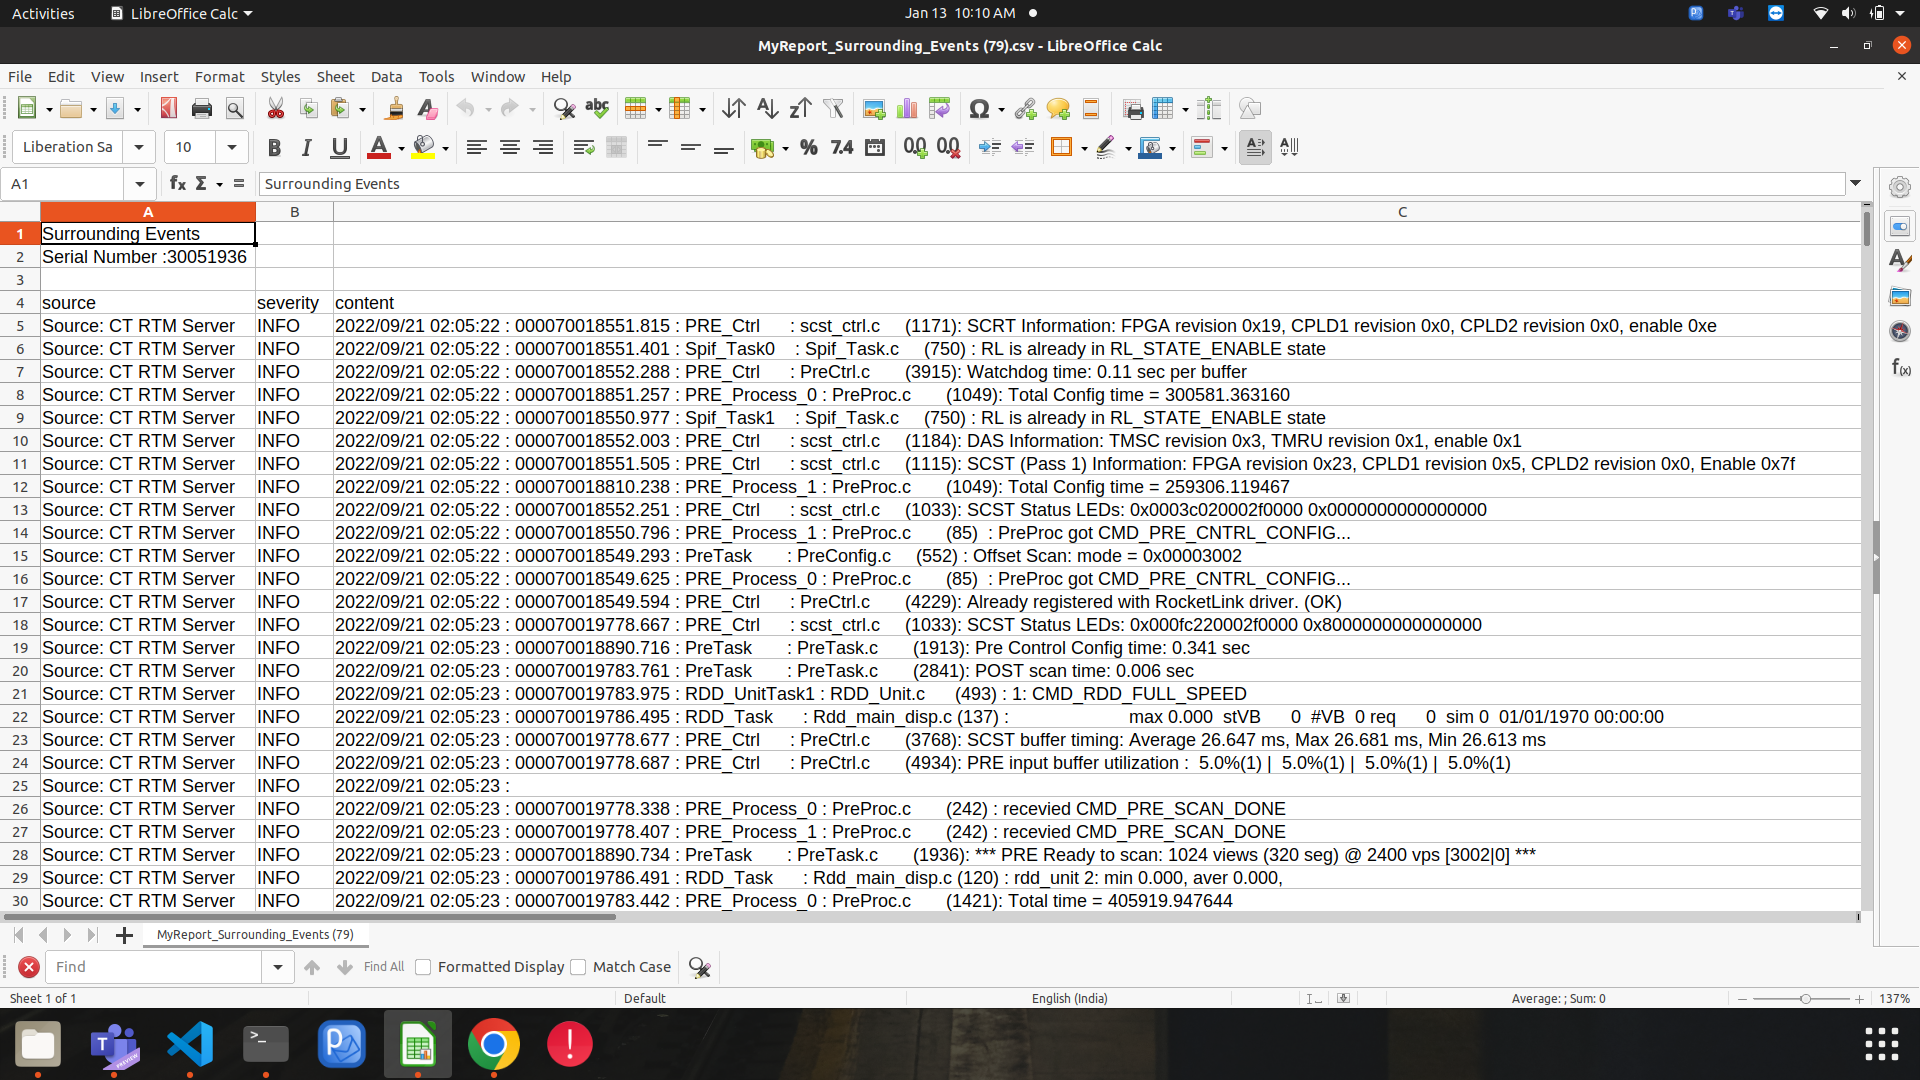 Activities LibreOffice Calc Jan 13 10:10 AM
MyReport_Surrounding_Events (79).csv - LibreOffice Calc
File Edit View Insert Format Styles Sheet Data Tools Window Help
Liberation Sa 10
A1 Surrounding Events
A B C
1 Surrounding Events
2 Serial Number :30051936
3
4 source severity content
5 Source: CT RTM Server INFO 2022/09/21 02:05:22 : 000070018551.815 : PRE_Ctrl : scst_ctrl.c (1171): SCRT Information: FPGA revision 0x19, CPLD1 revision 0x0, CPLD2 revision 0x0, enable 0xe
6 Source: CT RTM Server INFO 2022/09/21 02:05:22 : 000070018551.401 : Spif_Task0 : Spif_Task.c (750) : RL is already in RL_STATE_ENABLE state
7 Source: CT RTM Server INFO 2022/09/21 02:05:22 : 000070018552.288 : PRE_Ctrl : PreCtrl.c (3915): Watchdog time: 0.11 sec per buffer
8 Source: CT RTM Server INFO 2022/09/21 02:05:22 : 000070018851.257 : PRE_Process_0 : PreProc.c (1049): Total Config time = 300581.363160
9 Source: CT RTM Server INFO 2022/09/21 02:05:22 : 000070018550.977 : Spif_Task1 : Spif_Task.c (750) : RL is already in RL_STATE_ENABLE state
10 Source: CT RTM Server INFO 2022/09/21 02:05:22 : 000070018552.003 : PRE_Ctrl : scst_ctrl.c (1184): DAS Information: TMSC revision 0x3, TMRU revision 0x1, enable 0x1
11 Source: CT RTM Server INFO 2022/09/21 02:05:22 : 000070018551.505 : PRE_Ctrl : scst_ctrl.c (1115): SCST (Pass 1) Information: FPGA revision 0x23, CPLD1 revision 0x5, CPLD2 revision 0x0, Enable 0x7f
12 Source: CT RTM Server INFO 2022/09/21 02:05:22 : 000070018810.238 : PRE_Process_1 : PreProc.c (1049): Total Config time = 259306.119467
13 Source: CT RTM Server INFO 2022/09/21 02:05:22 : 000070018552.251 : PRE_Ctrl : scst_ctrl.c (1033): SCST Status LEDs: 0x0003c020002f0000 0x0000000000000000
14 Source: CT RTM Server INFO 2022/09/21 02:05:22 : 000070018550.796 : PRE_Process_1 : PreProc.c (85) : PreProc got CMD_PRE_CNTRL_CONFIG...
15 Source: CT RTM Server INFO 2022/09/21 02:05:22 : 000070018549.293 : PreTask : PreConfig.c (552) : Offset Scan: mode = 0x00003002
16 Source: CT RTM Server INFO 2022/09/21 02:05:22 : 000070018549.625 : PRE_Process_0 : PreProc.c (85) : PreProc got CMD_PRE_CNTRL_CONFIG...
17 Source: CT RTM Server INFO 2022/09/21 02:05:22 : 000070018549.594 : PRE_Ctrl : PreCtrl.c (4229): Already registered with RocketLink driver. (OK)
18 Source: CT RTM Server INFO 2022/09/21 02:05:23 : 000070019778.667 : PRE_Ctrl : scst_ctrl.c (1033): SCST Status LEDs: 0x000fc220002f0000 0x8000000000000000
19 Source: CT RTM Server INFO 2022/09/21 02:05:23 : 000070018890.716 : PreTask : PreTask.c (1913): Pre Control Config time: 0.341 sec
20 Source: CT RTM Server INFO 2022/09/21 02:05:23 : 000070019783.761 : PreTask : PreTask.c (2841): POST scan time: 0.006 sec
21 Source: CT RTM Server INFO 2022/09/21 02:05:23 : 000070019783.975 : RDD_UnitTask1 : RDD_Unit.c (493) : 1: CMD_RDD_FULL_SPEED
22 Source: CT RTM Server INFO 2022/09/21 02:05:23 : 000070019786.495 : RDD_Task : Rdd_main_disp.c (137) : max 0.000 stVB 0 #VB 0 req 0 sim 0 01/01/1970 00:00:00
23 Source: CT RTM Server INFO 2022/09/21 02:05:23 : 000070019778.677 : PRE_Ctrl : PreCtrl.c (3768): SCST buffer timing: Average 26.647 ms, Max 26.681 ms, Min 26.613 ms
24 Source: CT RTM Server INFO 2022/09/21 02:05:23 : 000070019778.687 : PRE_Ctrl : PreCtrl.c (4934): PRE input buffer utilization : 5.0%(1) | 5.0%(1) | 5.0%(1) | 5.0%(1)
25 Source: CT RTM Server INFO 2022/09/21 02:05:23 :
26 Source: CT RTM Server INFO 2022/09/21 02:05:23 : 000070019778.338 : PRE_Process_0 : PreProc.c (242) : recevied CMD_PRE_SCAN_DONE
27 Source: CT RTM Server INFO 2022/09/21 02:05:23 : 000070019778.407 : PRE_Process_1 : PreProc.c (242) : recevied CMD_PRE_SCAN_DONE
28 Source: CT RTM Server INFO 2022/09/21 02:05:23 : 000070018890.734 : PreTask : PreTask.c (1936): *** PRE Ready to scan: 1024 views (320 seg) @ 2400 vps [3002|0] ***
29 Source: CT RTM Server INFO 2022/09/21 02:05:23 : 000070019786.491 : RDD_Task : Rdd_main_disp.c (120) : rdd_unit 2: min 0.000, aver 0.000,
30 Source: CT RTM Server INFO 2022/09/21 02:05:23 : 000070019783.442 : PRE_Process_0 : PreProc.c (1421): Total time = 405919.947644
MyReport_Surrounding_Events (79)
Find Find All Formatted Display Match Case
Sheet 1 of 1 Default English (India) Average: ; Sum: 0 137%